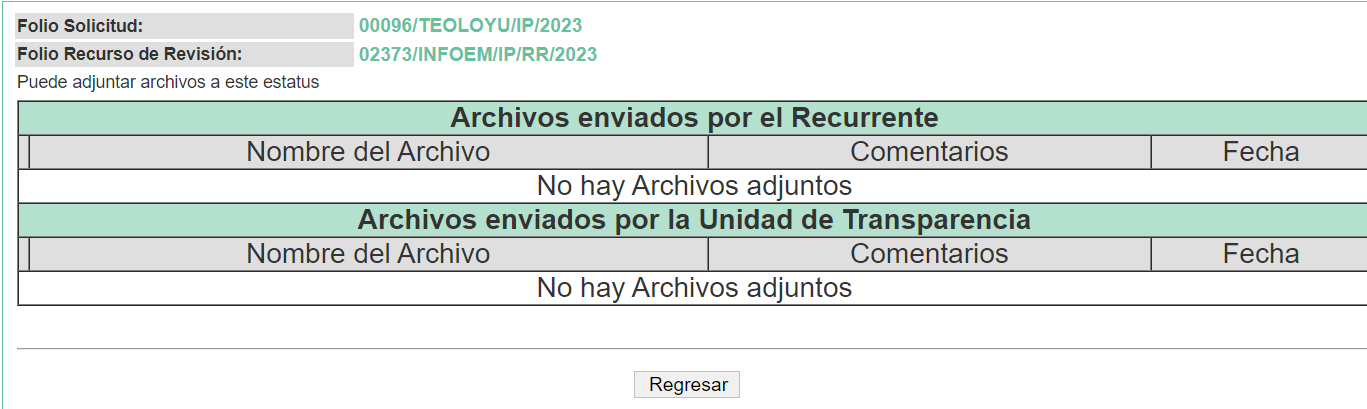 Folio Solicitud: 00096/TEOLOYU/IP/2023
Folio Recurso de Revisión: 02373/INFOEM/IP/RR/2023
Puede adjuntar archivos a este estatus
Archivos enviados por el Recurrente
Nombre del Archivo Comentarios Fecha
No hay Archivos adjuntos
Archivos enviados por la Unidad de Transparencia
Nombre del Archivo Comentarios Fecha
No hay Archivos adjuntos
Regresar